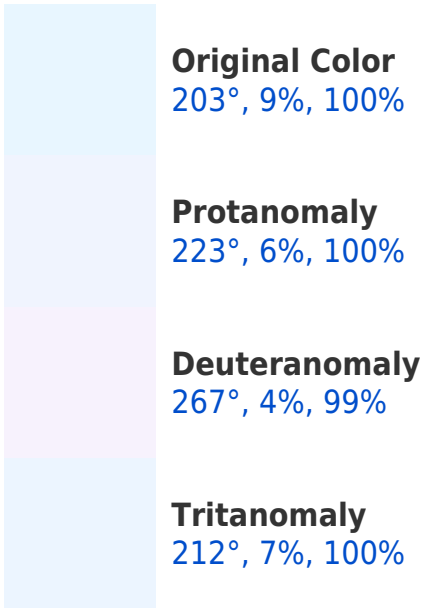 Original Color
203°, 9%, 100%
Protanomaly
223°, 6%, 100%
Deuteranomaly
267°, 4%, 99%
Tritanomaly
212°, 7%, 100%